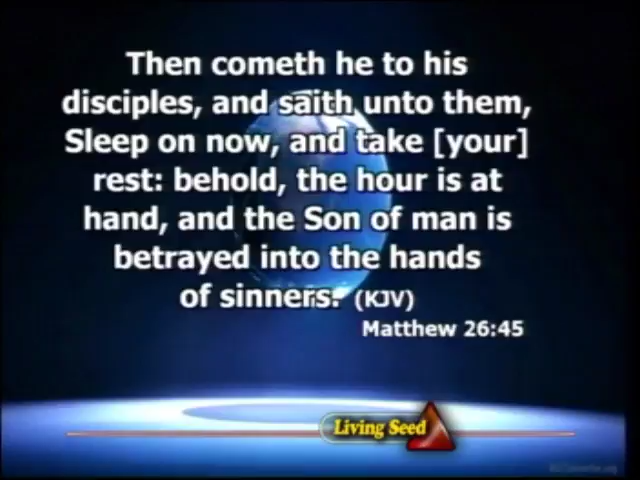 Then cometh he to his
disciples, and saith unto them,
Sleep on now, and take [your]
rest: behold, the hour is at
hand, and the Son of man is
betrayed into the hands
of sinners. (KJV)
Matthew 26:45
Living Seed